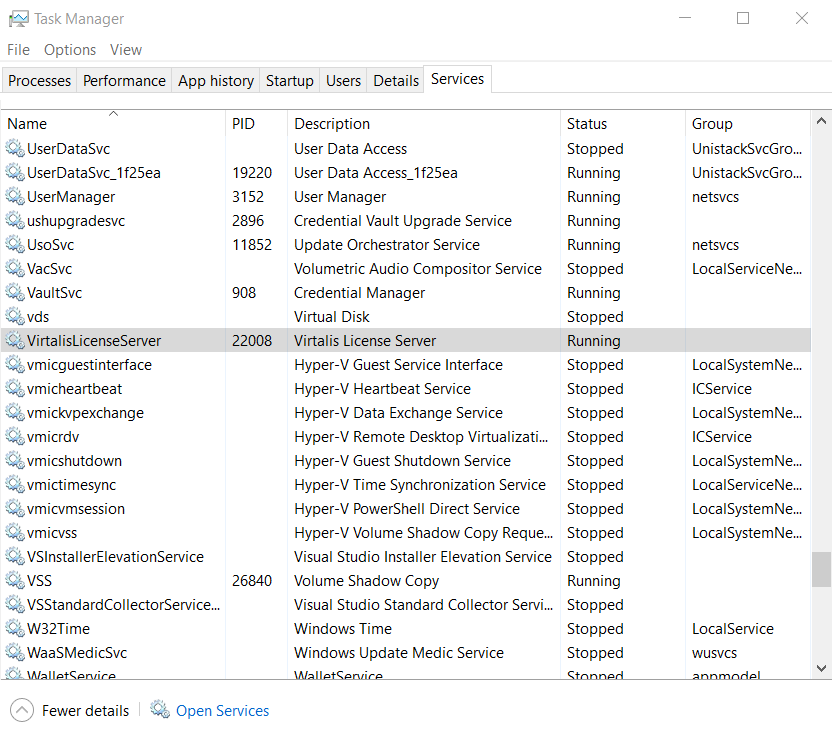 Task Manager
File Options View
Processes Performance App history Startup Users Details Services
Name PID Description Status Group
UserDataSvc User Data Access Stopped UnistackSvcGro...
UserDataSvc_1f25ea 19220 User Data Access_1f25ea Running UnistackSvcGro...
UserManager 3152 User Manager Running netsvcs
ushupgradesvc 2896 Credential Vault Upgrade Service Running
UsoSvc 11852 Update Orchestrator Service Running netsvcs
VacSvc Volumetric Audio Compositor Service Stopped LocalServiceNe...
VaultSvc 908 Credential Manager Running
vds Virtual Disk Stopped
VirtalisLicenseServer 22008 Virtalis License Server Running
vmicguestinterface Hyper-V Guest Service Interface Stopped LocalSystemNe...
vmicheartbeat Hyper-V Heartbeat Service Stopped ICService
vmickvpexchange Hyper-V Data Exchange Service Stopped LocalSystemNe...
vmicrdv Hyper-V Remote Desktop Virtualizati... Stopped ICService
vmicshutdown Hyper-V Guest Shutdown Service Stopped LocalSystemNe...
vmictimesync Hyper-V Time Synchronization Service Stopped LocalServiceNe...
vmicvmsession Hyper-V PowerShell Direct Service Stopped LocalSystemNe...
vmicvss Hyper-V Volume Shadow Copy Reque... Stopped LocalSystemNe...
VSInstallerElevationService Visual Studio Installer Elevation Service Stopped
VSS 26840 Volume Shadow Copy Running
VSStandardCollectorService... Visual Studio Standard Collector Servi... Stopped
W32Time Windows Time Stopped LocalService
WaaSMedicSvc Windows Update Medic Service Stopped wusvcs
WalletService WalletService Stopped appmodel
Fewer details Open Services